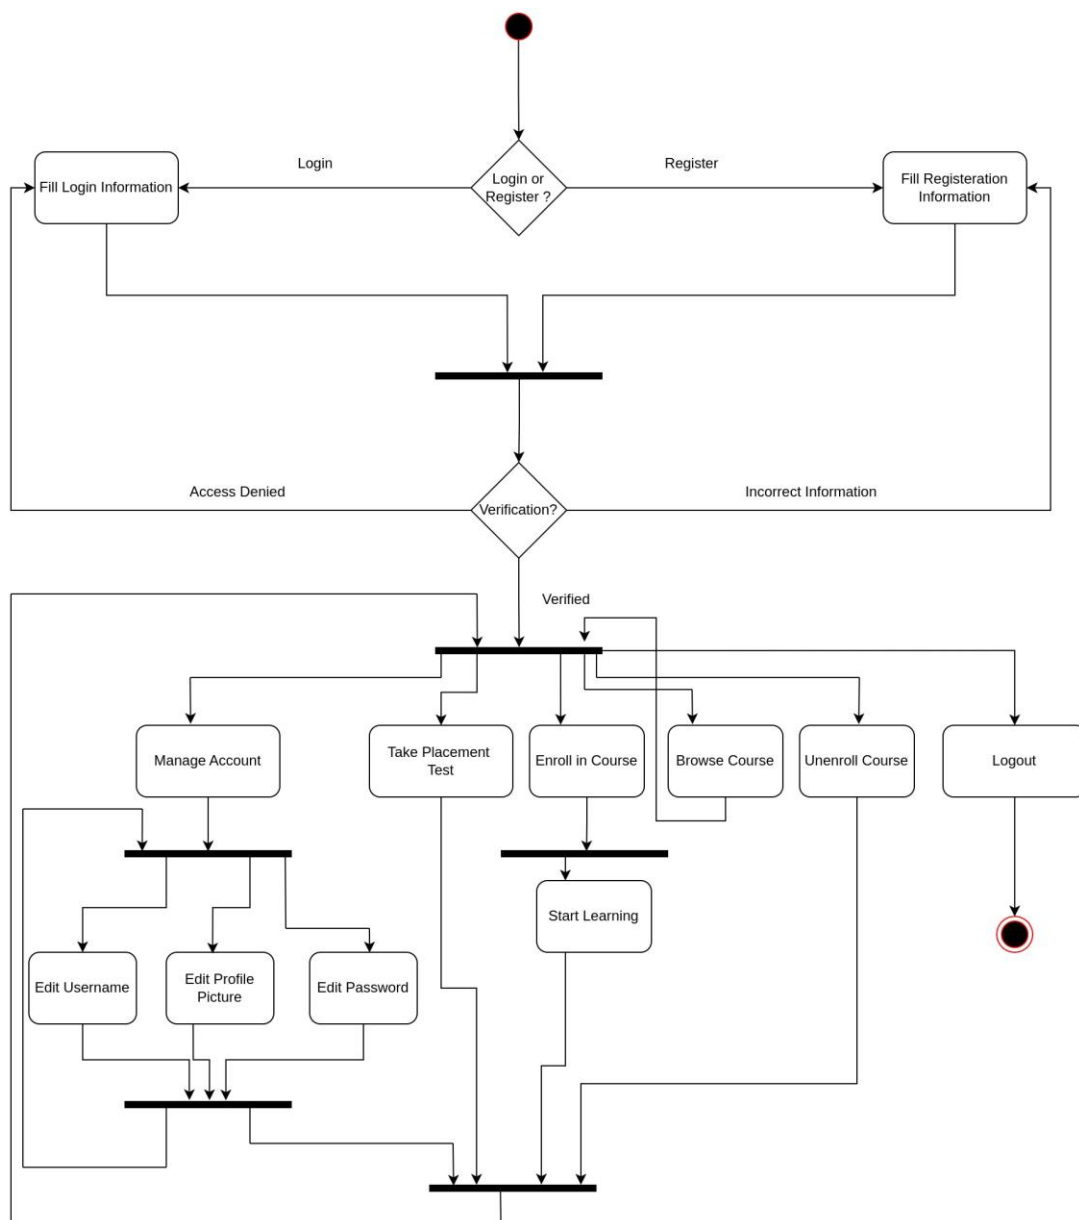 Login
Login or
Register ?
Register
Fill Login Information
Fill Registeration
Information
Access Denied
Verification?
Incorrect Information
Verified
Manage Account
Take Placement
Test
Enroll in Course
Browse Course
Unenroll Course
Logout
Start Learning
Edit Username
Edit Profile
Picture
Edit Password